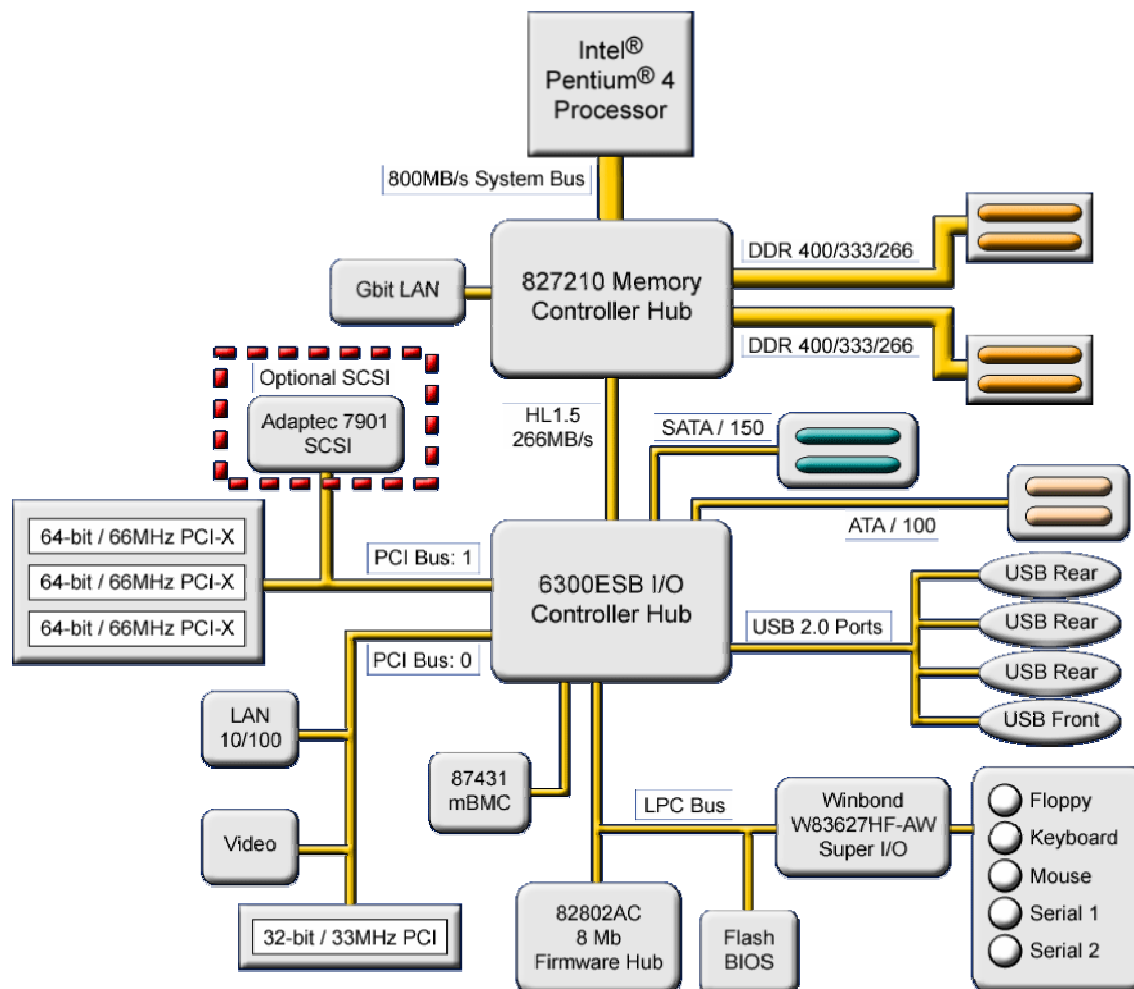 Intel®
Pentium® 4
Processor
800MB/s System Bus
827210 Memory
Controller Hub
Gbit LAN
DDR 400/333/266
DDR 400/333/266
Optional SCSI
Adaptec 7901
SCSI
HL1.5
266MB/s
SATA / 150
ATA / 100
64-bit / 66MHz PCI-X
64-bit / 66MHz PCI-X
64-bit / 66MHz PCI-X
PCI Bus: 1
6300ESB I/O
Controller Hub
PCI Bus: 0
USB 2.0 Ports
USB Rear
USB Rear
USB Rear
USB Front
LAN
10/100
Video
32-bit / 33MHz PCI
87431
mBMC
LPC Bus
82802AC
8 Mb
Firmware Hub
Flash
BIOS
Winbond
W83627HF-AW
Super I/O
Floppy
Keyboard
Mouse
Serial 1
Serial 2